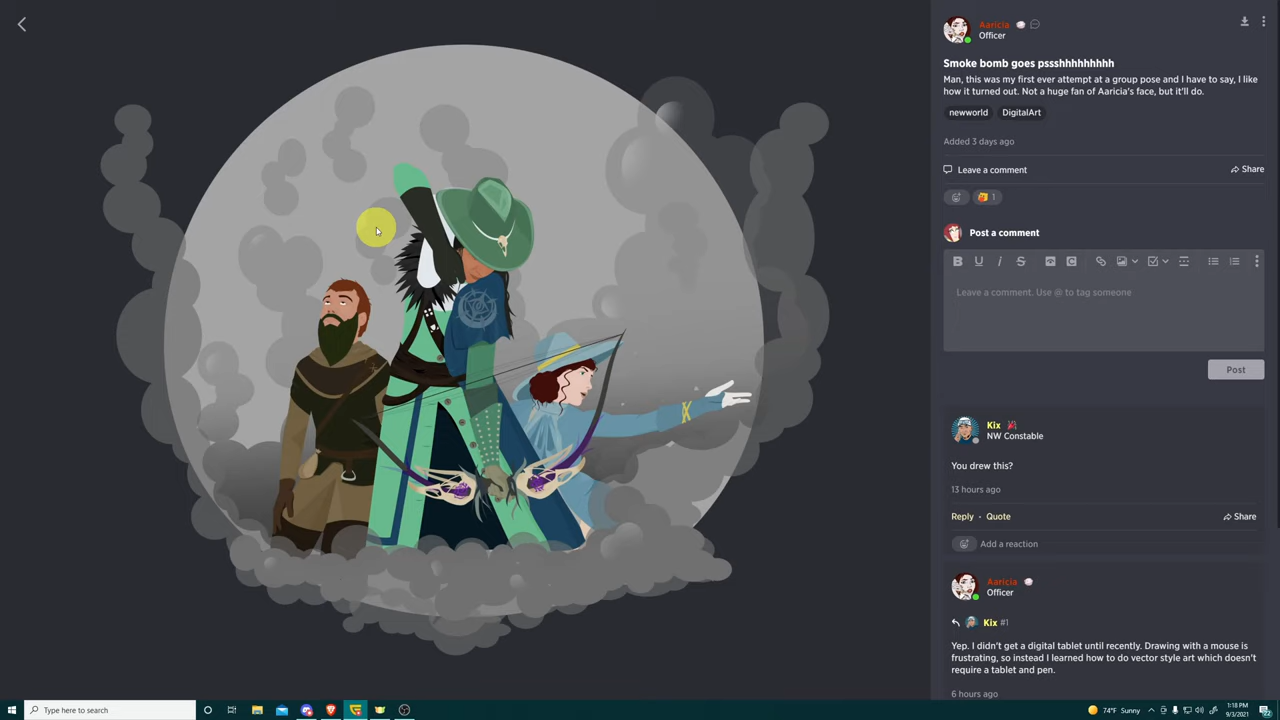 Aaricia
Officer
Smoke bomb goes pssshhhhhhhhh
Man, this was my first ever attempt at a group pose and I have to say, I like
how it turned out. Not a huge fan of Aaricia's face, but it'll do.
newworld DigitalArt
Added 3 days ago
Leave a comment Share
1
Post a comment
B U i S C
Leave a comment. Use @ to tag someone
Post
Kix
NW Constable
You drew this?
13 hours ago
Reply • Quote Share
Add a reaction
Aaricia
Officer
Kix #1
Yep. I didn't get a digital tablet until recently. Drawing with a mouse is
frustrating, so instead I learned how to do vector style art which doesn't
require a tablet and pen.
6 hours ago
Type here to search
74°F Sunny
1:18 PM
9/3/2021